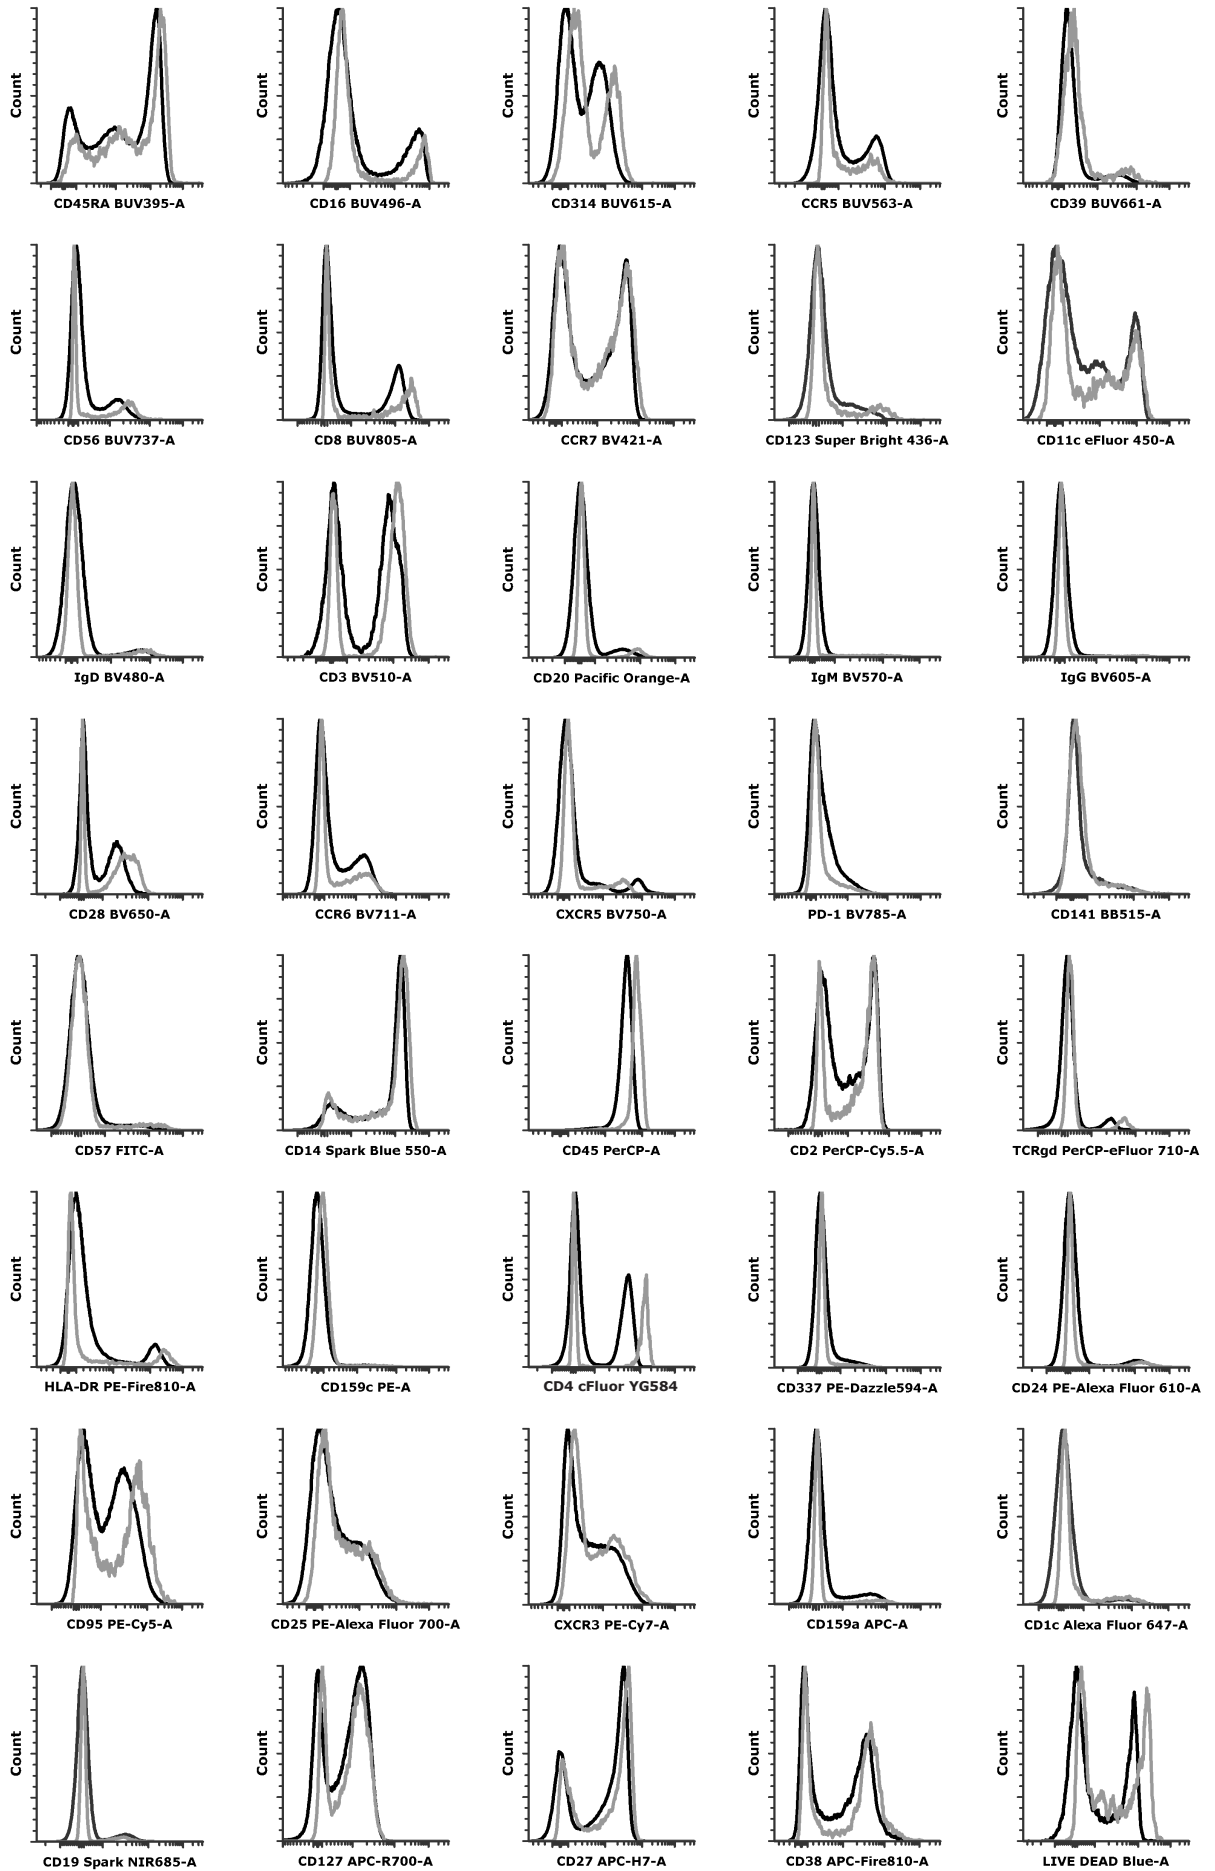 Count
CD45RA BUV395-A
Count
CD16 BUV496-A
Count
CD314 BUV615-A
Count
CCR5 BUV563-A
Count
CD39 BUV661-A
Count
CD56 BUV737-A
Count
CD8 BUV805-A
Count
CCR7 BV421-A
Count
CD123 Super Bright 436-A
Count
CD11c eFluor 450-A
Count
IgD BV480-A
Count
CD3 BV510-A
Count
CD20 Pacific Orange-A
Count
IgM BV570-A
Count
IgG BV605-A
Count
CD28 BV650-A
Count
CCR6 BV711-A
Count
CXCR5 BV750-A
Count
PD-1 BV785-A
Count
CD141 BB515-A
Count
CD57 FITC-A
Count
CD14 Spark Blue 550-A
Count
CD45 PerCP-A
Count
CD2 PerCP-Cy5.5-A
Count
TCRgd PerCP-eFluor 710-A
Count
HLA-DR PE-Fire810-A
Count
CD159c PE-A
Count
CD4 cFluor YG584
Count
CD337 PE-Dazzle594-A
Count
CD24 PE-Alexa Fluor 610-A
Count
CD95 PE-Cy5-A
Count
CD25 PE-Alexa Fluor 700-A
Count
CXCR3 PE-Cy7-A
Count
CD159a APC-A
Count
CD1c Alexa Fluor 647-A
Count
CD19 Spark NIR685-A
Count
CD127 APC-R700-A
Count
CD27 APC-H7-A
Count
CD38 APC-Fire810-A
Count
LIVE DEAD Blue-A